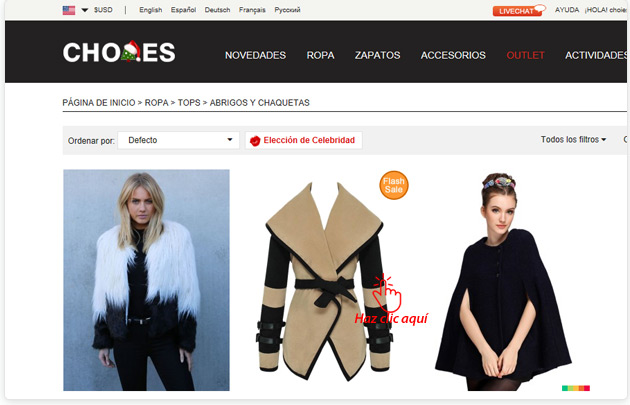 $USD | English Español Deutsch Français Русский LIVECHAT AYUDA ¡HOLA! choies
CHOIES
NOVEDADES ROPA ZAPATOS ACCESORIOS OUTLET ACTIVIDADES
PÁGINA DE INICIO > ROPA > TOPS > ABRIGOS Y CHAQUETAS
Ordenar por: Defecto Elección de Celebridad Todos los filtros
Flash
Sale
Haz clic aquí